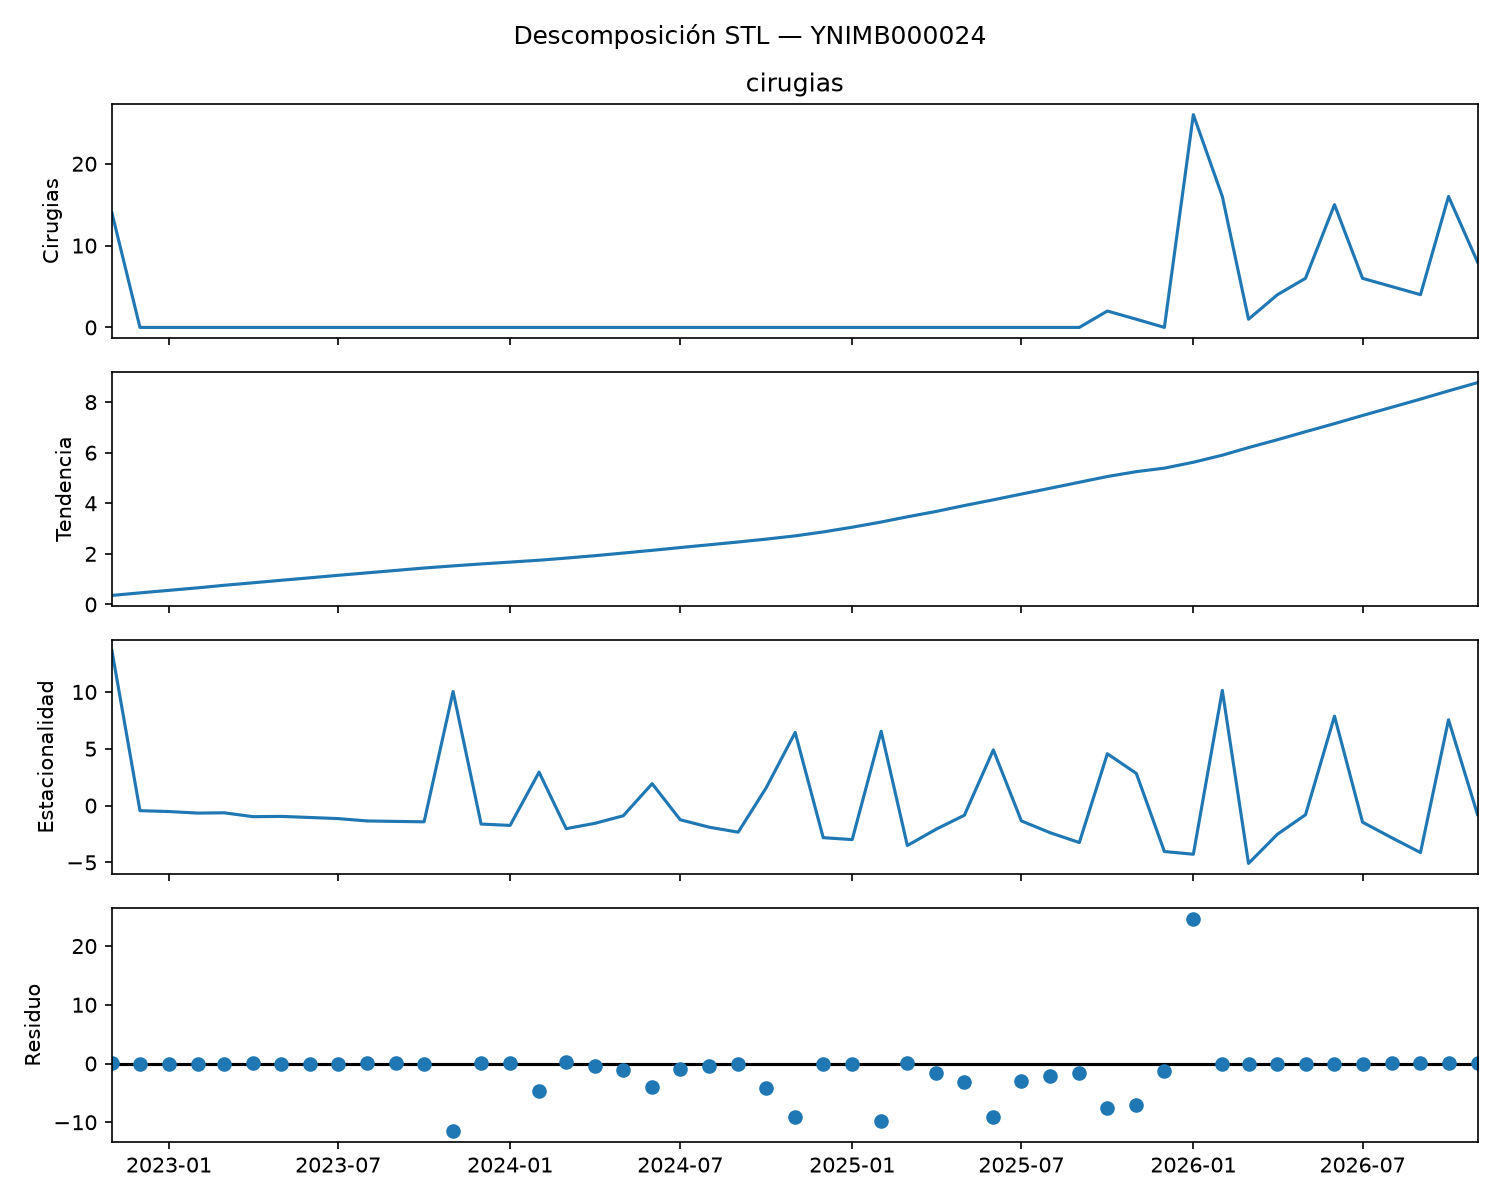 Descomposición STL — YNIMB000024
cirugias
Cirugias
20
10
0
Tendencia
8
6
4
2
0
Estacionalidad
10
5
0
−5
Residuo
20
10
0
−10
2023-01 2023-07 2024-01 2024-07 2025-01 2025-07 2026-01 2026-07